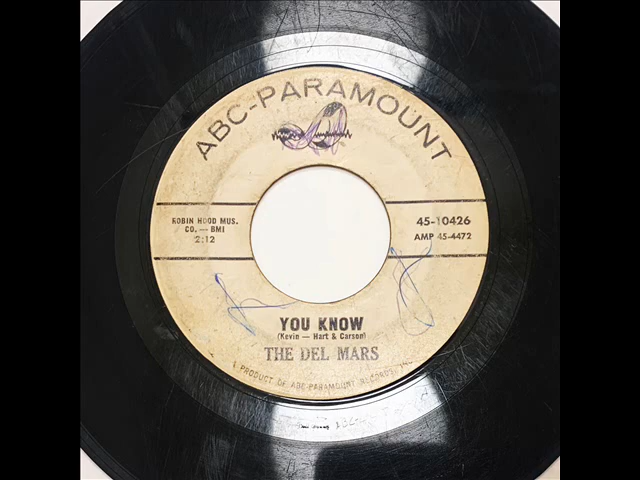 ABC-PARAMOUNT
ROBIN HOOD MUS.
CO. — BMI
2:12
45-10426
AMP 45-4472
YOU KNOW
(Kevin — Hart & Carson)
THE DEL MARS
A PRODUCT OF ABC-PARAMOUNT RECORDS, INC.